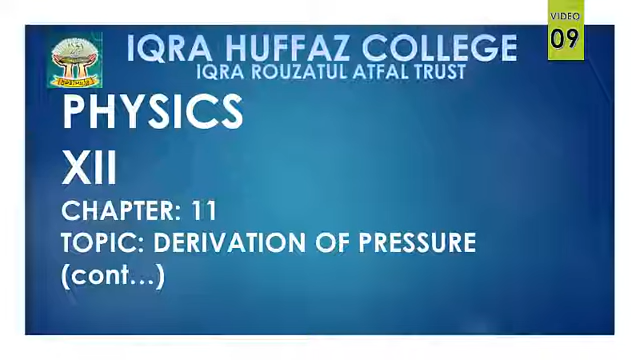 VIDEO
09
IQRA HUFFAZ COLLEGE
IQRA ROUZATUL ATFAL TRUST
PHYSICS
XII
CHAPTER: 11
TOPIC: DERIVATION OF PRESSURE
(cont...)